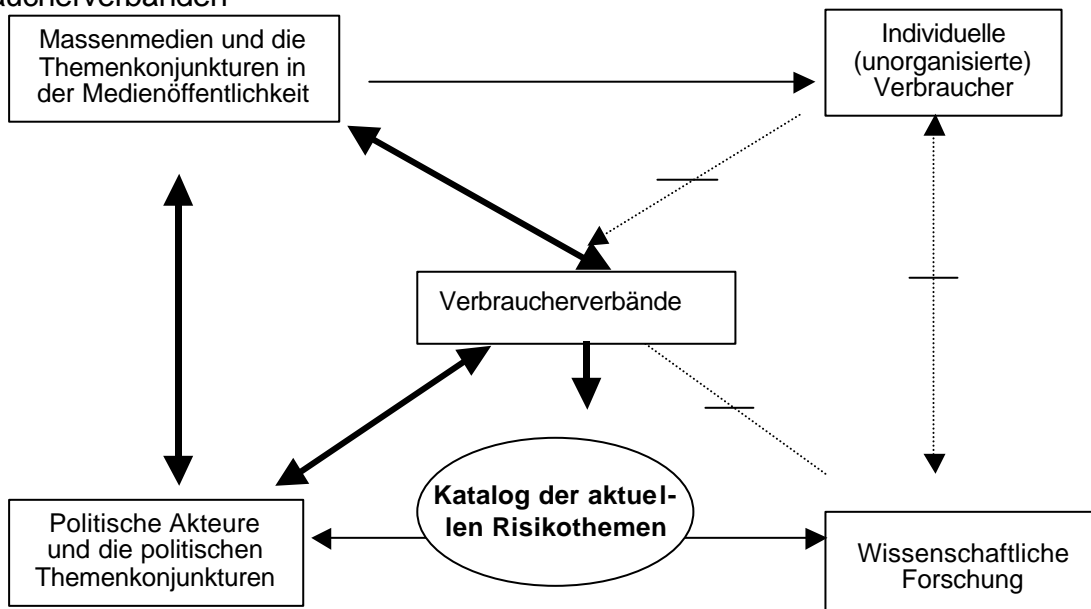 Massenmedien und die
Themenkonjunkturen in
der Medienöffentlichkeit
Individuelle
(unorganisierte)
Verbraucher
Verbraucherverbände
Katalog der aktuel-
len Risikothemen
Politische Akteure
und die politischen
Themenkonjunkturen
Wissenschaftliche
Forschung